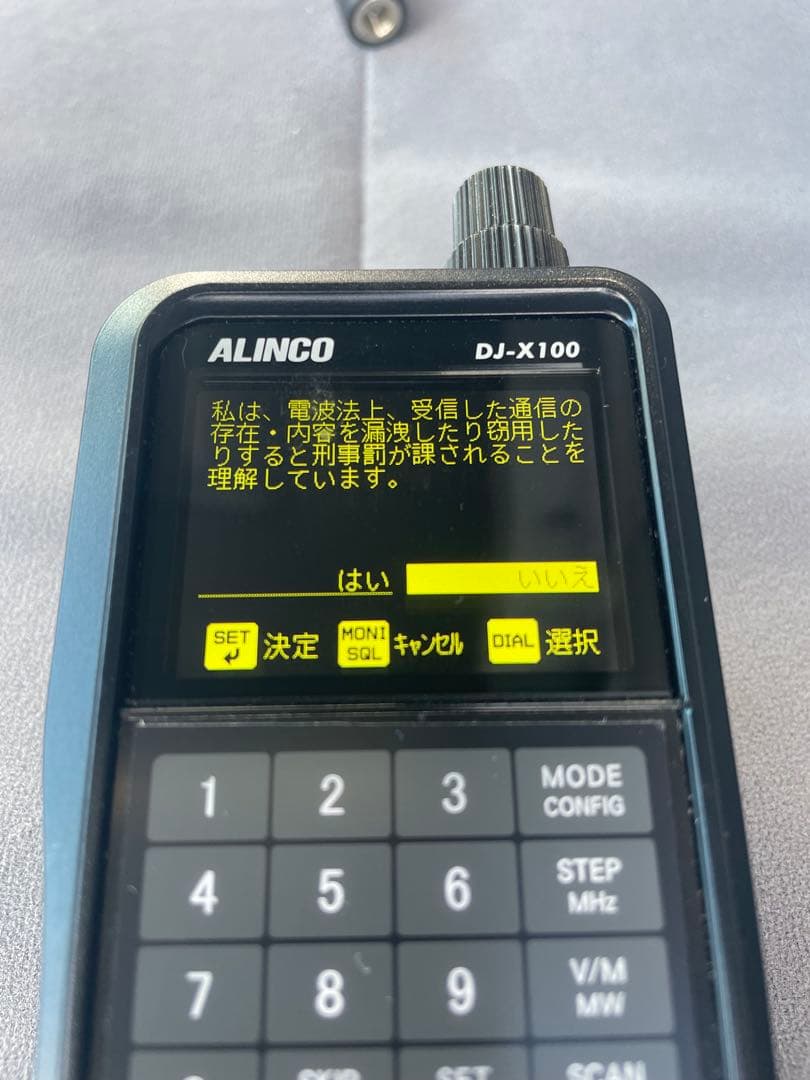 ALINCO DJ-X100
私は、電波法上、受信した通信の
存在・内容を漏洩したり窃用した
りすると刑事罰が課されることを
理解しています。
はい いいえ
SET ↵ 決定 MONI SQL キャンセル DIAL 選択
1 2 3 MODE CONFIG
4 5 6 STEP MHz
7 8 9 V/M MW
SKIP SET SCAN